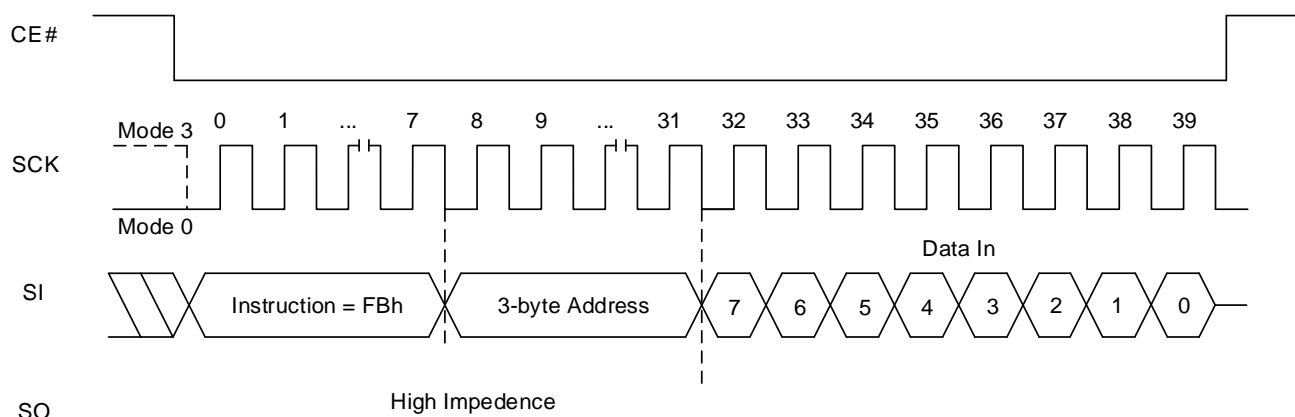 CE#
Mode 3 0 1 ... 7 8 9 ... 31 32 33 34 35 36 37 38 39
SCK
Mode 0
Data In
SI Instruction = FBh 3-byte Address 7 6 5 4 3 2 1 0
High Impedence
SO